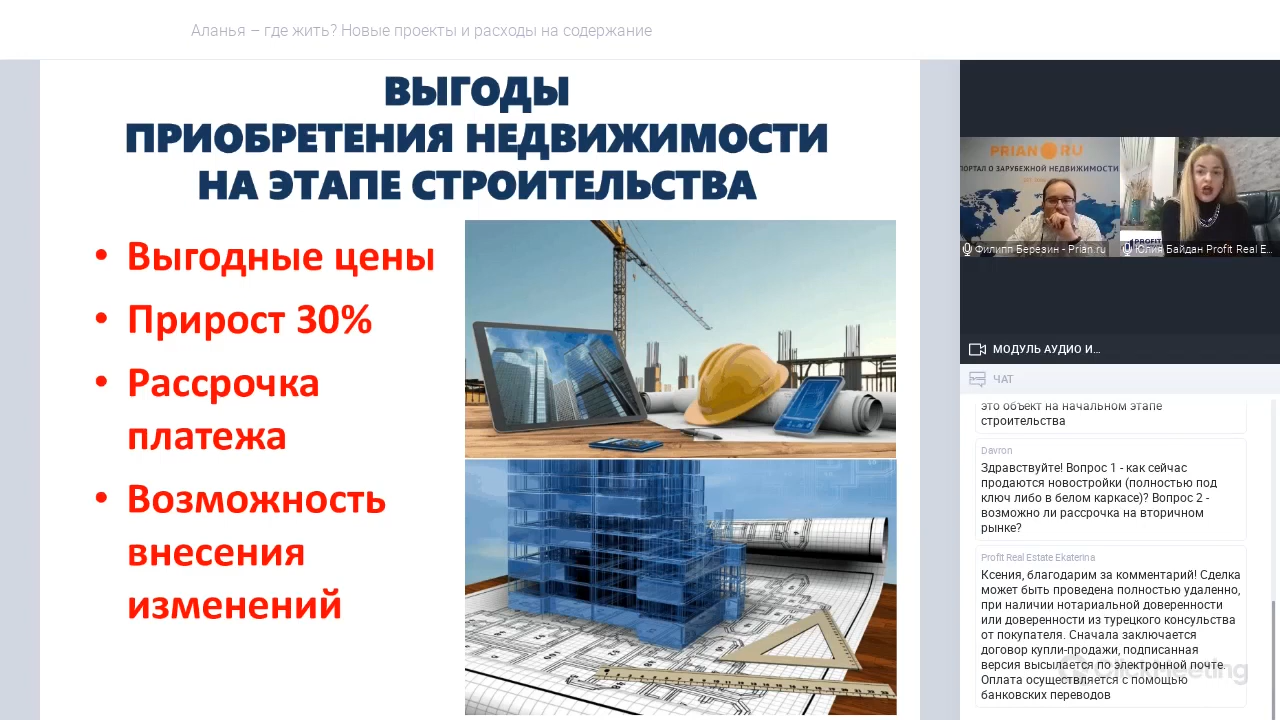 Аланья – где жить? Новые проекты и расходы на содержание
ВЫГОДЫ
ПРИОБРЕТЕНИЯ НЕДВИЖИМОСТИ
НА ЭТАПЕ СТРОИТЕЛЬСТВА
• Выгодные цены
• Прирост 30%
• Рассрочка
платежа
• Возможность
внесения
изменений
PRIAN RU
ПОРТАЛ О ЗАРУБЕЖНОЙ НЕДВИЖИМОСТИ
PROFIT
Филипп Березин - Prian.ru
Юлия Байдан Profit Real E...
МОДУЛЬ АУДИО И...
ЧАТ
это объект на начальном этапе
строительства
Davron
Здравствуйте! Вопрос 1 - как сейчас
продаются новостройки (полностью под
ключ либо в белом каркасе)? Вопрос 2 -
возможно ли рассрочка на вторичном
рынке?
Profit Real Estate Ekaterina
Ксения, благодарим за комментарий! Сделка
может быть проведена полностью удаленно,
при наличии нотариальной доверенности
или доверенности из турецкого консульства
от покупателя. Сначала заключается
договор купли-продажи, подписанная
версия высылается по электронной почте.
Оплата осуществляется с помощью
банковских переводов
ClickMeeting